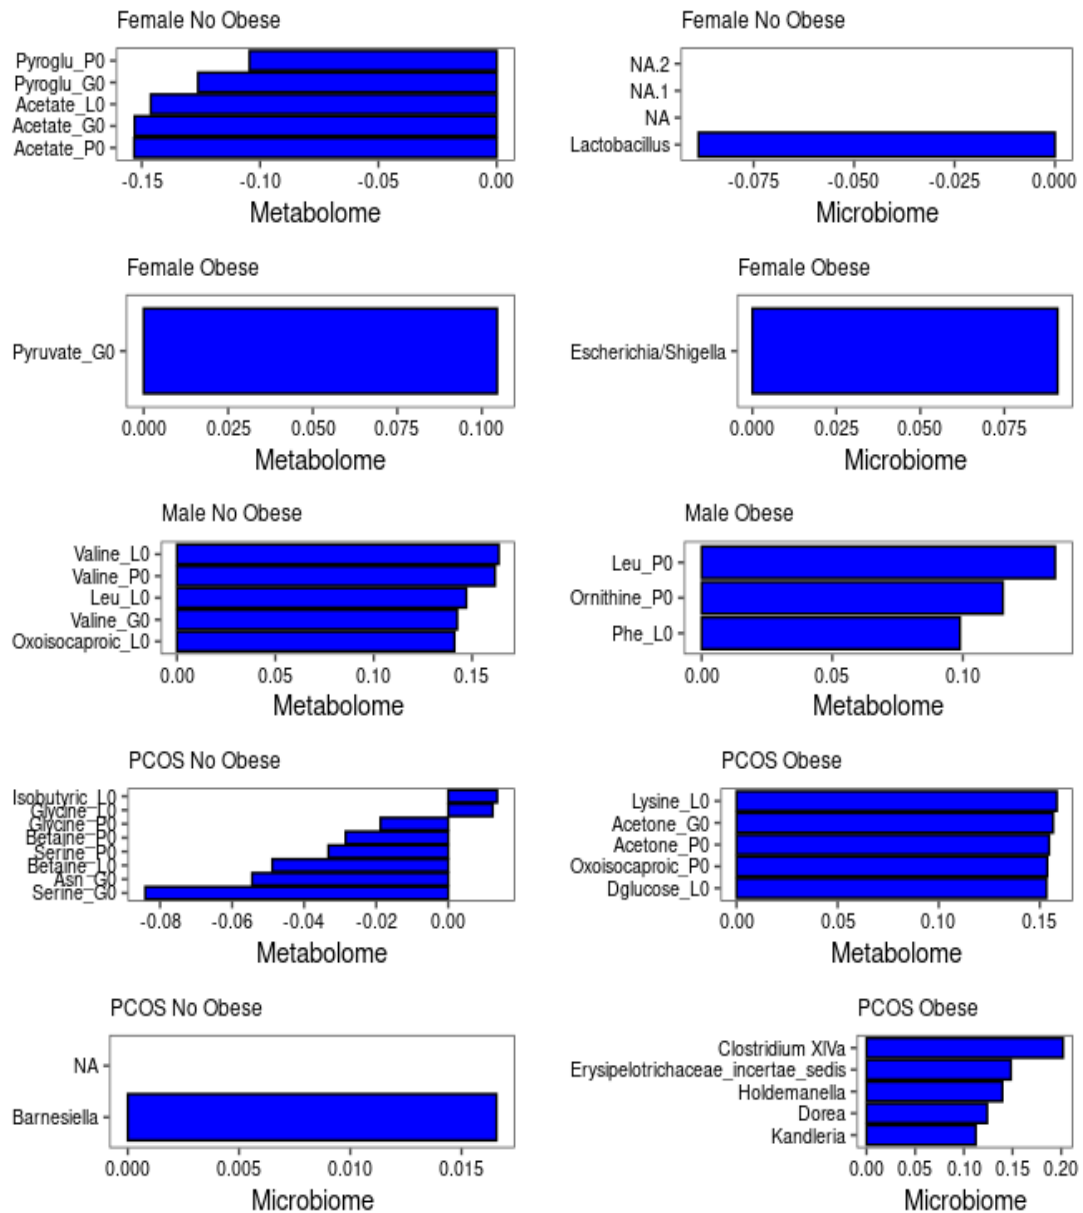 Female No Obese
Pyroglu_P0
Pyroglu_G0
Acetate_L0
Acetate_G0
Acetate_P0
-0.15 -0.10 -0.05 0.00
Metabolome
Female No Obese
NA.2
NA.1
NA
Lactobacillus
-0.075 -0.050 -0.025 0.000
Microbiome
Female Obese
Pyruvate_G0
0.000 0.025 0.050 0.075 0.100
Metabolome
Female Obese
Escherichia/Shigella
0.000 0.025 0.050 0.075
Microbiome
Male No Obese
Valine_L0
Valine_P0
Leu_L0
Valine_G0
Oxoisocaproic_L0
0.00 0.05 0.10 0.15
Metabolome
Male Obese
Leu_P0
Ornithine_P0
Phe_L0
0.00 0.05 0.10
Metabolome
PCOS No Obese
Isobutyric_L0
Glycine_L0
Glycine_P0
Betaine_P0
Serine_P0
Betaine_L0
Asn_G0
Serine_G0
-0.08 -0.06 -0.04 -0.02 0.00
Metabolome
PCOS Obese
Lysine_L0
Acetone_G0
Acetone_P0
Oxoisocaproic_P0
Dglucose_L0
0.00 0.05 0.10 0.15
Metabolome
PCOS No Obese
NA
Barnesiella
0.000 0.005 0.010 0.015
Microbiome
PCOS Obese
Clostridium XIVa
Erysipelotrichaceae_incertae_sedis
Holdemanella
Dorea
Kandleria
0.00 0.05 0.10 0.15 0.20
Microbiome